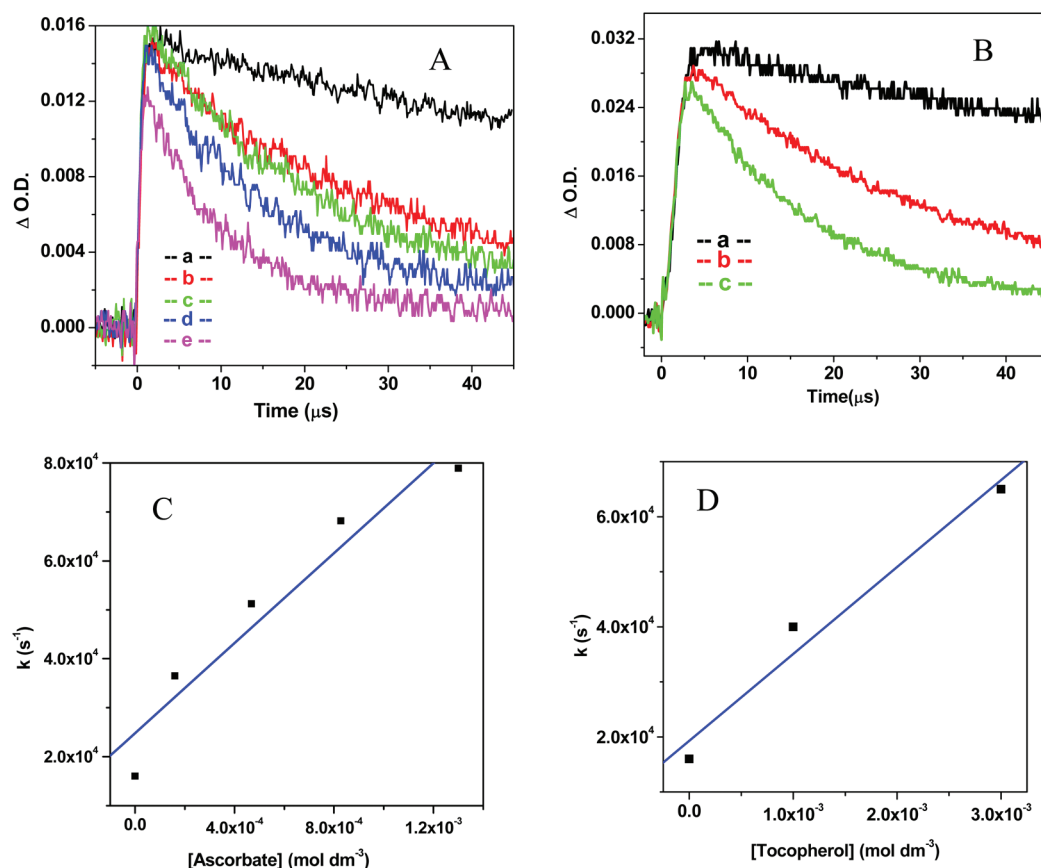 A
0.016
0.012
0.008
0.004
0.000
Δ O.D.
a
b
c
d
e
0 10 20 30 40
Time (μs)
B
0.032
0.024
0.016
0.008
0.000
Δ O.D.
a
b
c
0 10 20 30 40
Time(μs)
C
8.0x10⁴
6.0x10⁴
4.0x10⁴
2.0x10⁴
k (s⁻¹)
0.0 4.0x10⁻⁴ 8.0x10⁻⁴ 1.2x10⁻³
[Ascorbate] (mol dm⁻³)
D
6.0x10⁴
4.0x10⁴
2.0x10⁴
k (s⁻¹)
0.0 1.0x10⁻³ 2.0x10⁻³ 3.0x10⁻³
[Tocopherol] (mol dm⁻³)